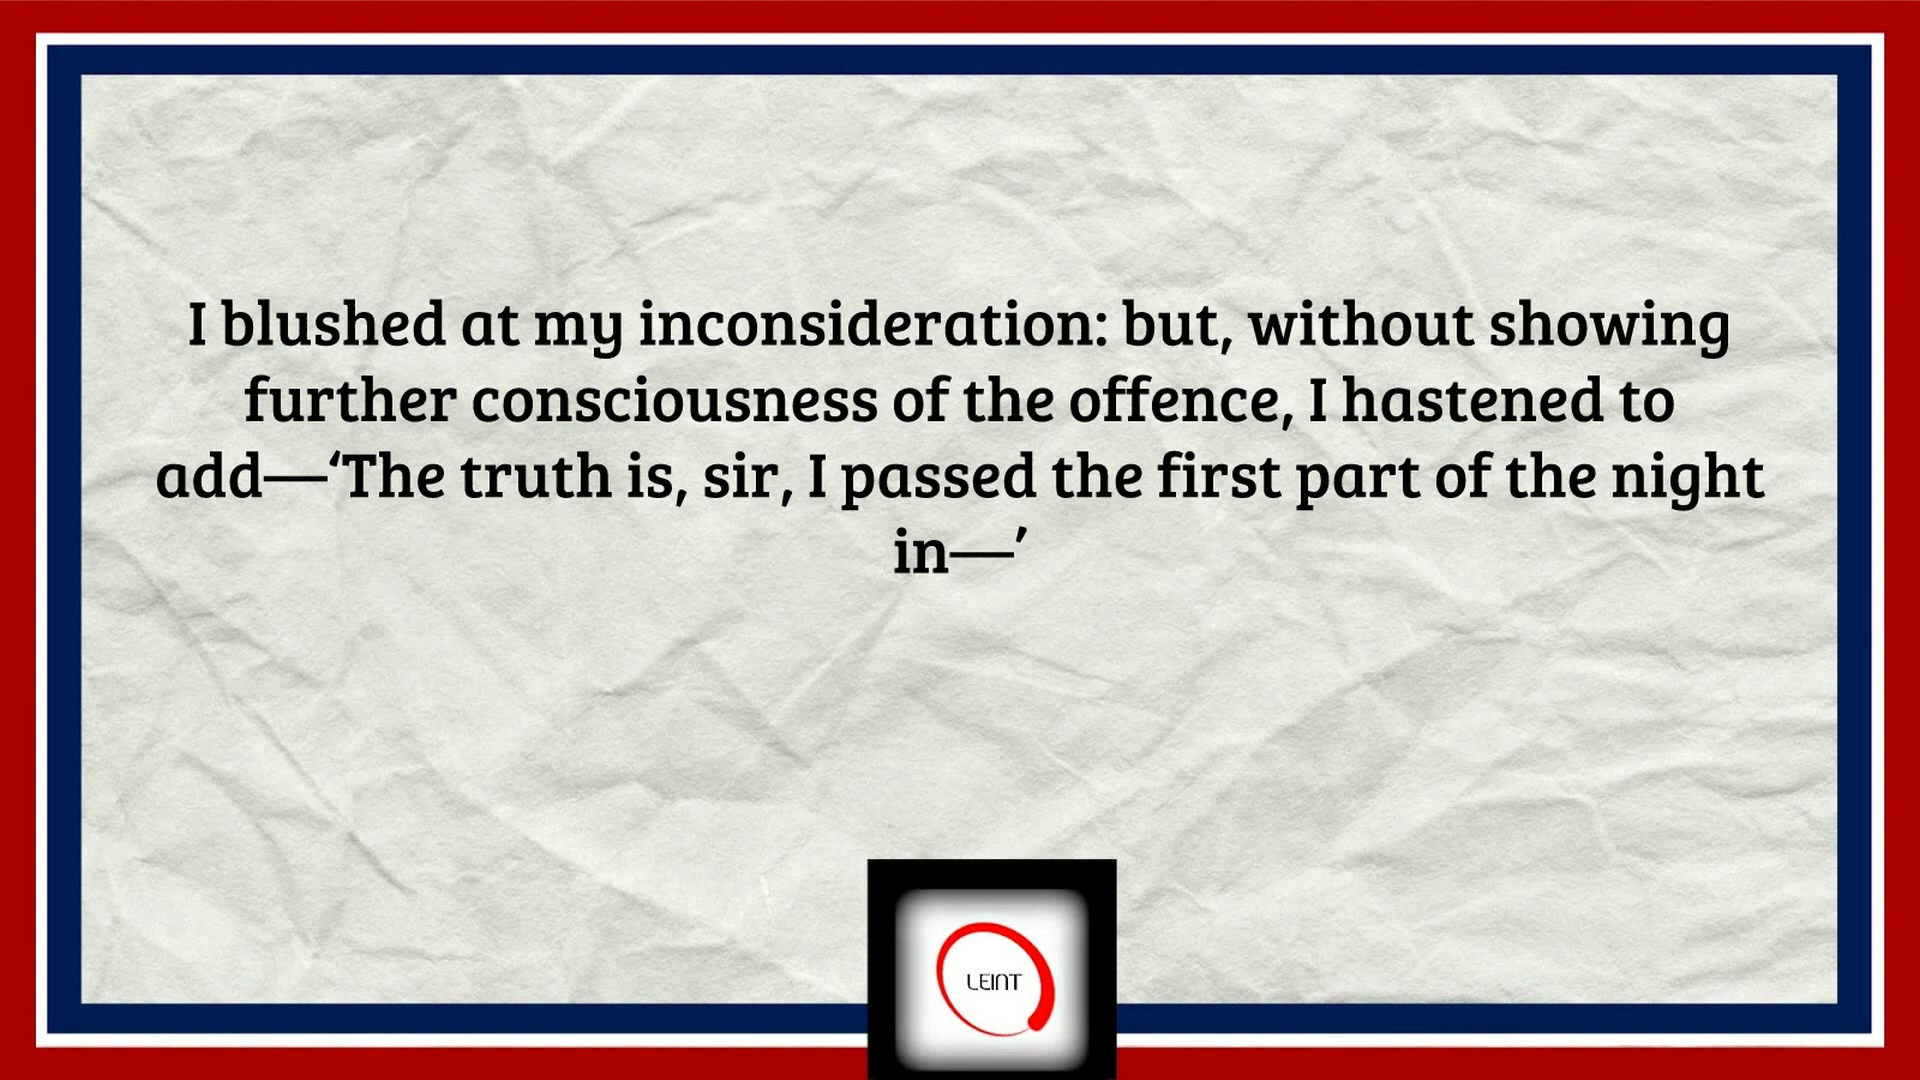 I blushed at my inconsideration: but, without showing
further consciousness of the offence, I hastened to
add—‘The truth is, sir, I passed the first part of the night
in—’
LEINT